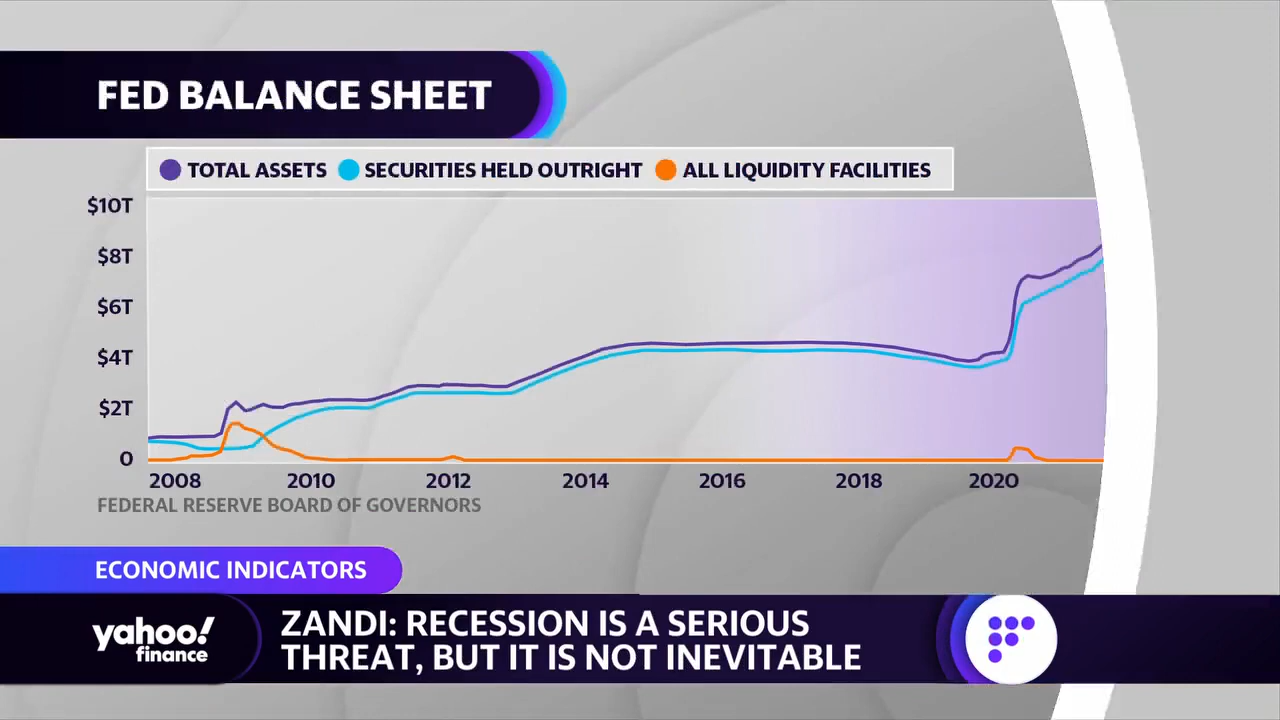 FED BALANCE SHEET
TOTAL ASSETS SECURITIES HELD OUTRIGHT ALL LIQUIDITY FACILITIES
$10T
$8T
$6T
$4T
$2T
0
2008 2010 2012 2014 2016 2018 2020
FEDERAL RESERVE BOARD OF GOVERNORS
ECONOMIC INDICATORS
yahoo!
finance
ZANDI: RECESSION IS A SERIOUS
THREAT, BUT IT IS NOT INEVITABLE